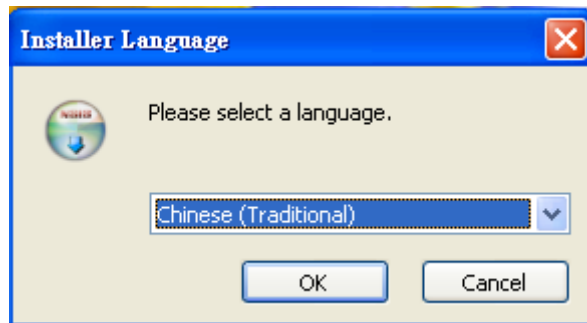 Installer Language
Please select a language.
Chinese (Traditional)
OK
Cancel